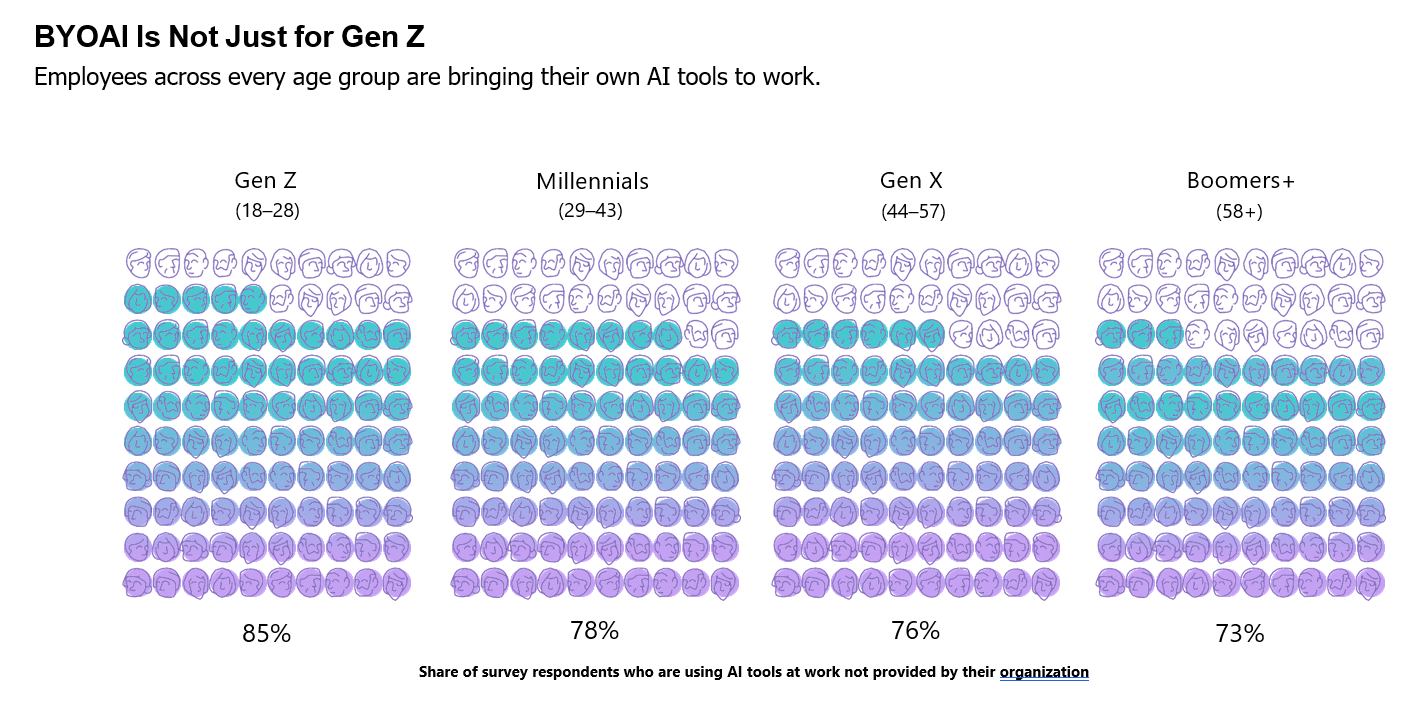 BYOAI Is Not Just for Gen Z
Employees across every age group are bringing their own AI tools to work.
Gen Z
(18–28)
Millennials
(29–43)
Gen X
(44–57)
Boomers+
(58+)
85%
78%
76%
73%
Share of survey respondents who are using AI tools at work not provided by their organization